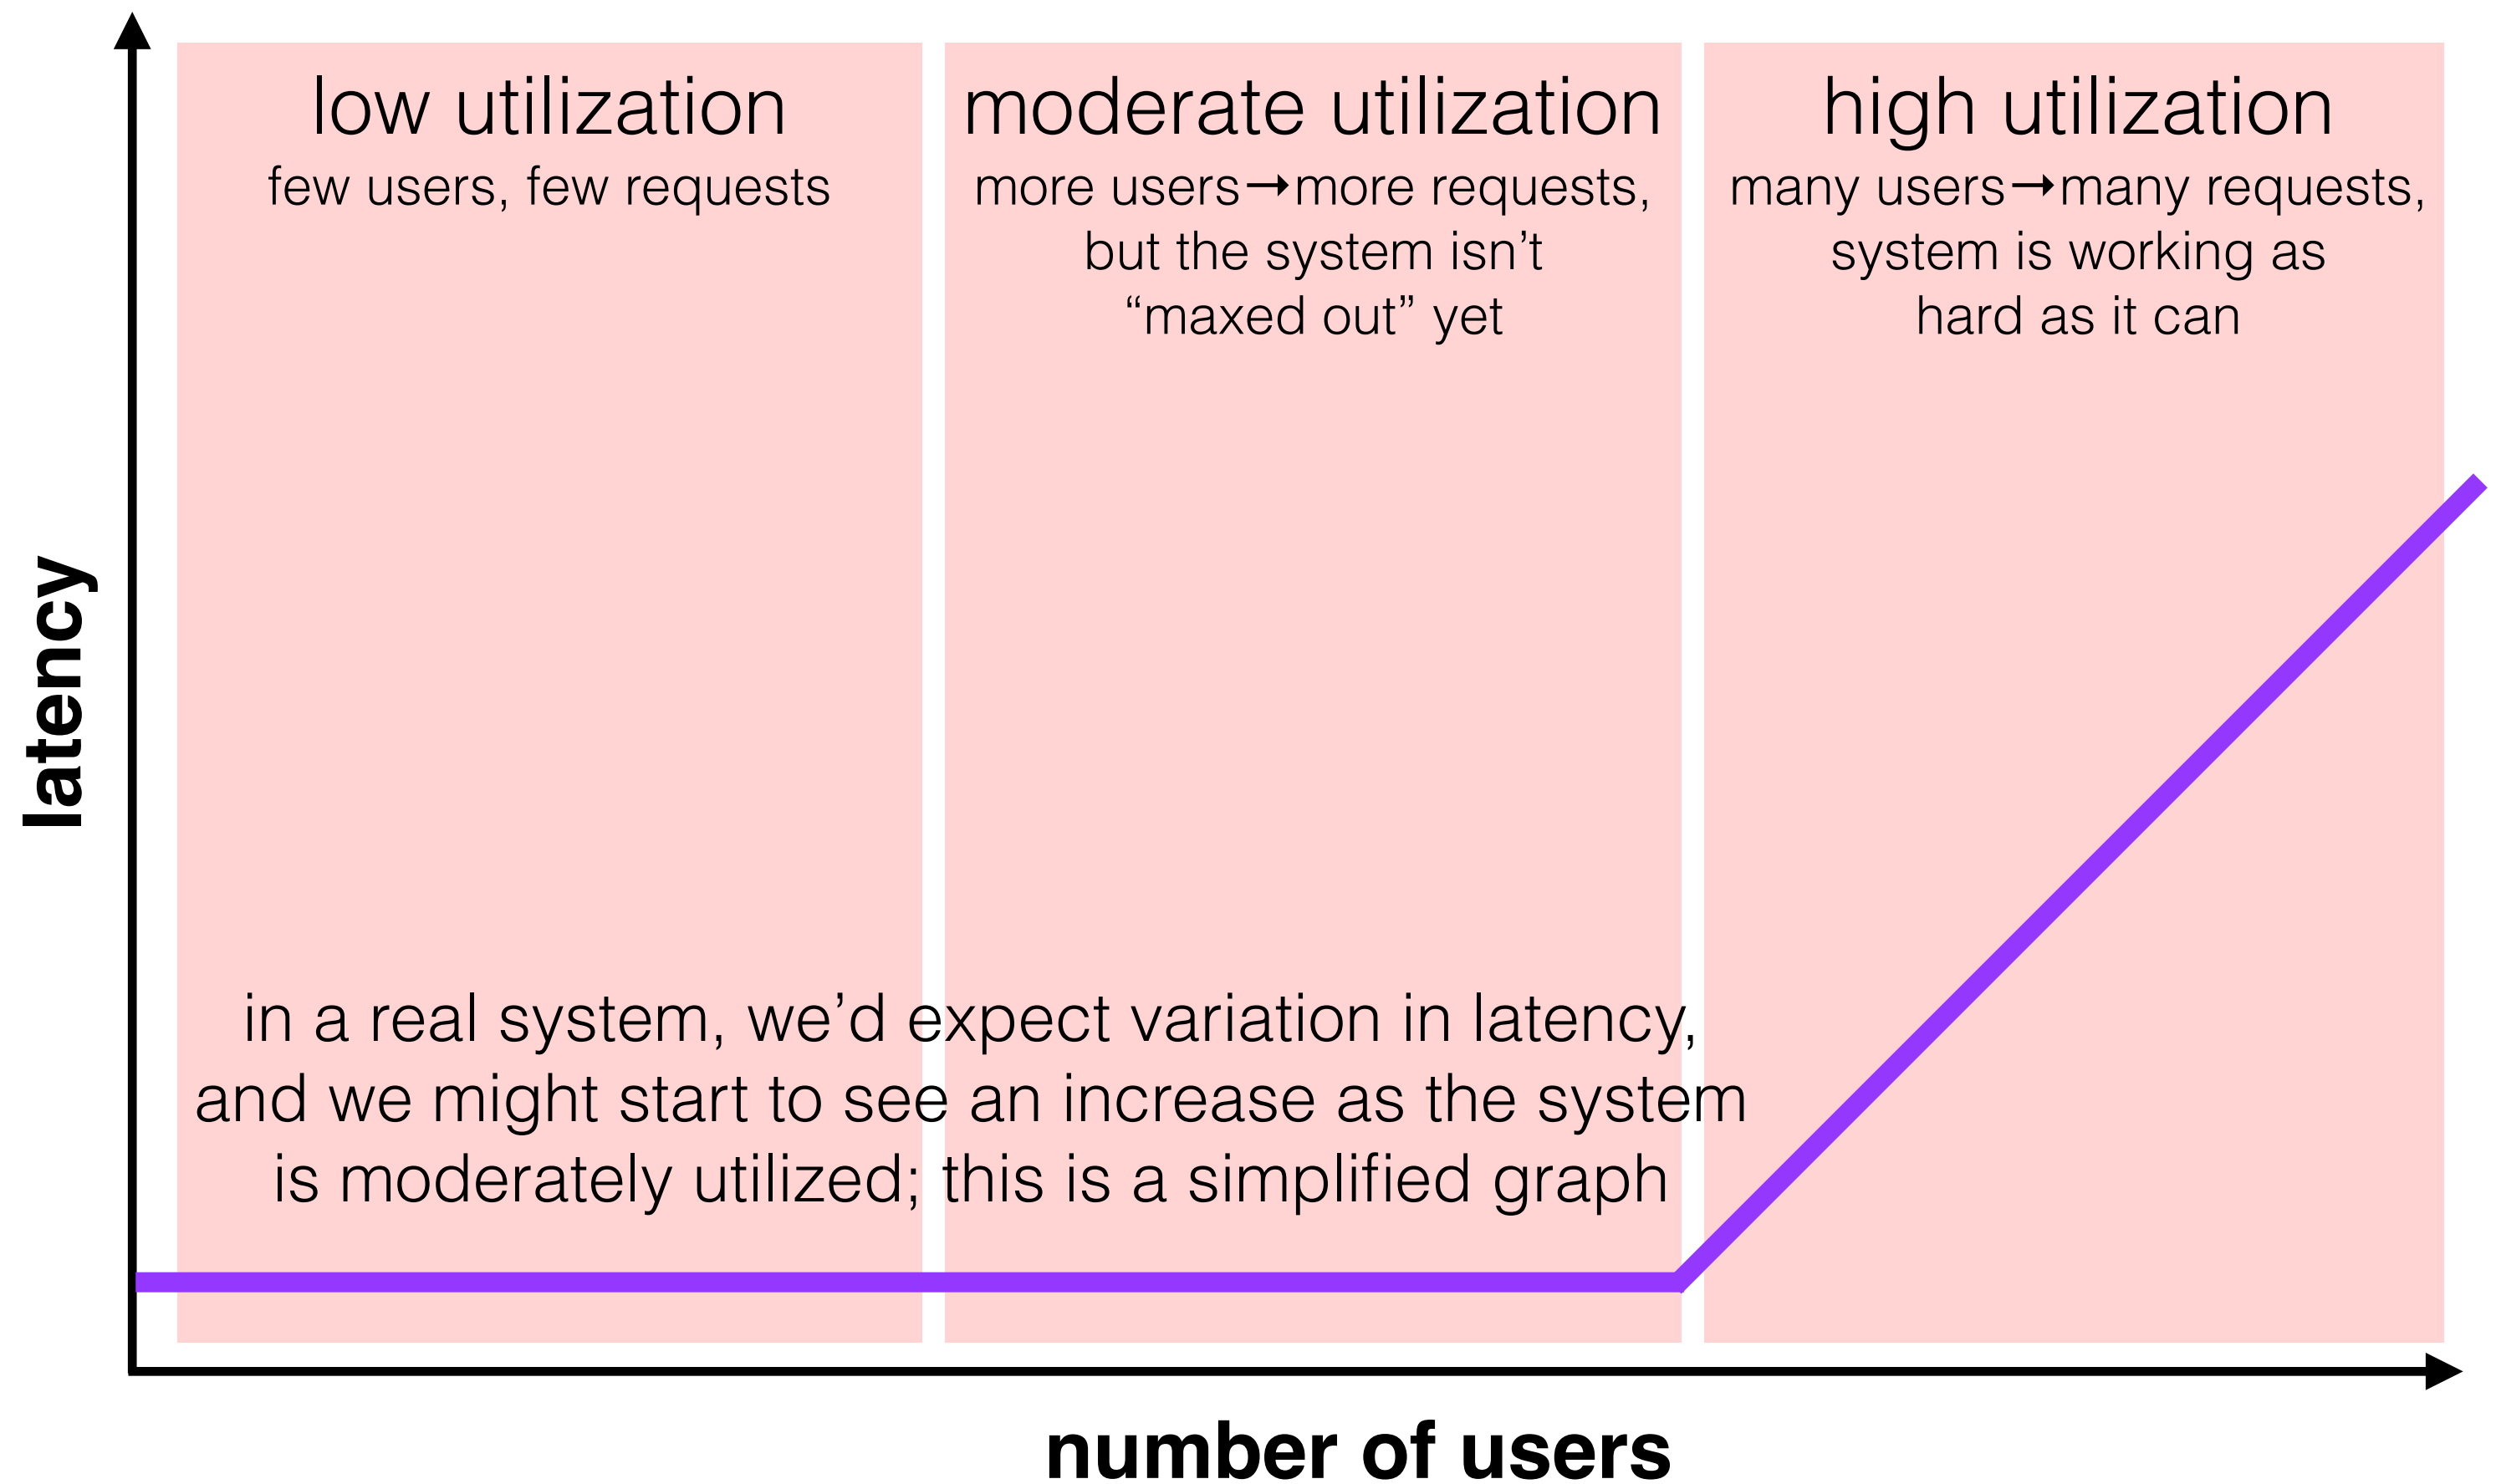 low utilization
few users, few requests
moderate utilization
more users→more requests,
but the system isn’t
“maxed out” yet
high utilization
many users→many requests,
system is working as
hard as it can
latency
in a real system, we’d expect variation in latency,
and we might start to see an increase as the system
is moderately utilized; this is a simplified graph
number of users